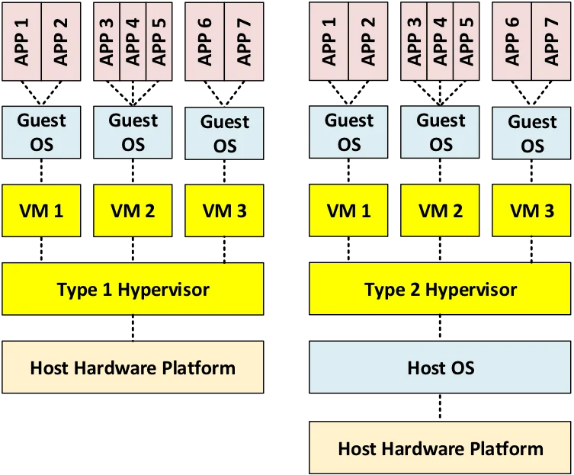 APP 1
APP 2
APP 3
APP 4
APP 5
APP 6
APP 7
APP 1
APP 2
APP 3
APP 4
APP 5
APP 6
APP 7
Guest
OS
Guest
OS
Guest
OS
Guest
OS
Guest
OS
Guest
OS
VM 1
VM 2
VM 3
VM 1
VM 2
VM 3
Type 1 Hypervisor
Type 2 Hypervisor
Host Hardware Platform
Host OS
Host Hardware Platform